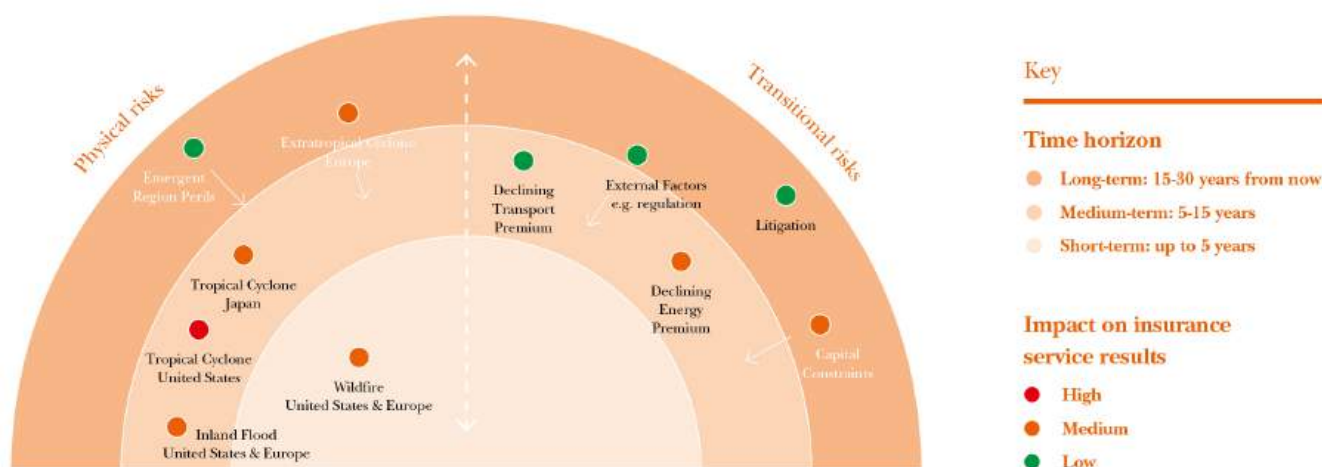 Physical risks
Transitional risks
Extratropical Cyclone
Europe
Emergent
Region Perils
Declining
Transport
Premium
External Factors
e.g. regulation
Litigation
Tropical Cyclone
Japan
Declining
Energy
Premium
Tropical Cyclone
United States
Capital
Constraints
Wildfire
United States & Europe
Inland Flood
United States & Europe
Key
Time horizon
Long-term: 15-30 years from now
Medium-term: 5-15 years
Short-term: up to 5 years
Impact on insurance
service results
High
Medium
Low